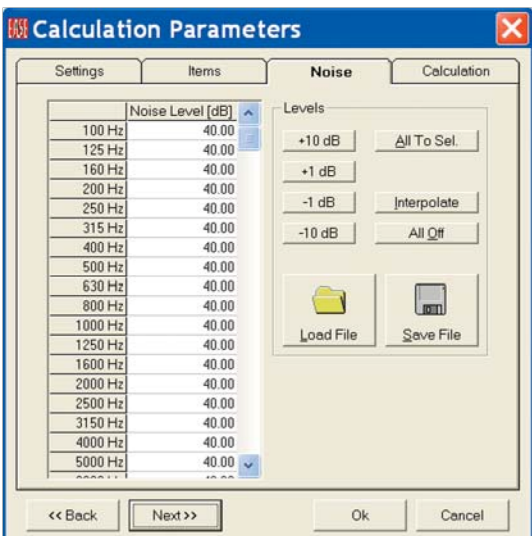 EASE Calculation Parameters
Settings Items Noise Calculation
Noise Level [dB]
100 Hz 40.00
125 Hz 40.00
160 Hz 40.00
200 Hz 40.00
250 Hz 40.00
315 Hz 40.00
400 Hz 40.00
500 Hz 40.00
630 Hz 40.00
800 Hz 40.00
1000 Hz 40.00
1250 Hz 40.00
1600 Hz 40.00
2000 Hz 40.00
2500 Hz 40.00
3150 Hz 40.00
4000 Hz 40.00
5000 Hz 40.00
Levels
+10 dB All To Sel.
+1 dB
-1 dB Interpolate
-10 dB All Off
Load File Save File
<< Back Next >> Ok Cancel